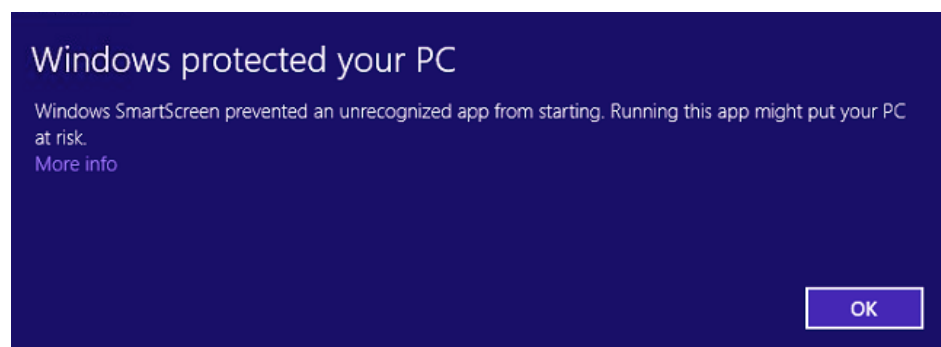 Windows protected your PC
Windows SmartScreen prevented an unrecognized app from starting. Running this app might put your PC
at risk.
More info
OK